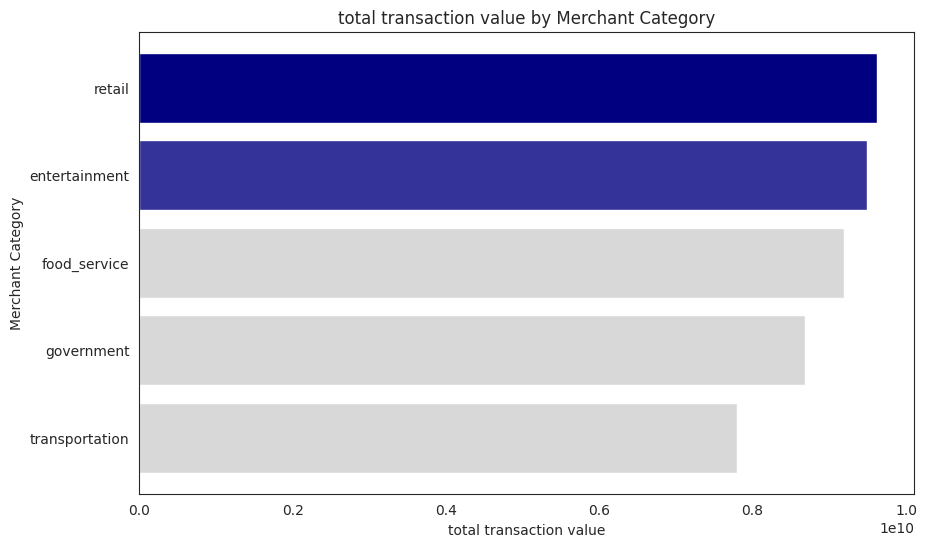 total transaction value by Merchant Category
Merchant Category
retail
entertainment
food_service
government
transportation
0.0 0.2 0.4 0.6 0.8 1.0
1e10
total transaction value